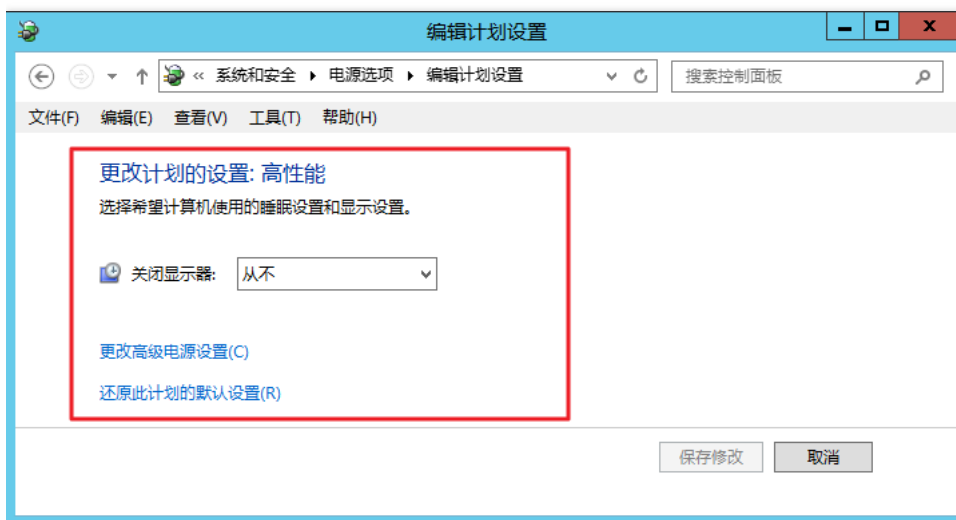 编辑计划设置
« 系统和安全 ▸ 电源选项 ▸ 编辑计划设置 搜索控制面板
文件(F) 编辑(E) 查看(V) 工具(T) 帮助(H)
更改计划的设置: 高性能
选择希望计算机使用的睡眠设置和显示设置。
关闭显示器: 从不
更改高级电源设置(C)
还原此计划的默认设置(R)
保存修改 取消